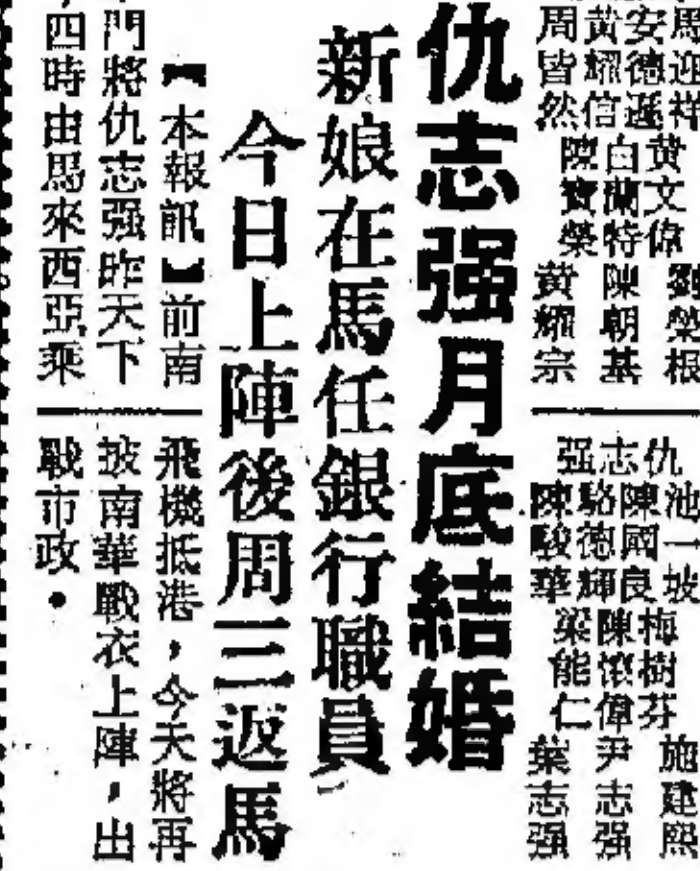 馬迎祥
安德遜
黃耀信
周皆然
黃文偉
白蘭特
陳寶榮
劉榮根
陳朝基
黃耀宗
仇志强
池一坡
陳國良
駱德輝
陳駿華
梅樹芬
陳偉
梁能仁
施建熙
尹志强
葉志强
仇志强月底結婚
新娘在馬任銀行職員
今日上陣後周三返馬
【本報訊】前南
門將仇志强昨天下
四時由馬來西亞乘
飛機抵港，今天將再
披南華戰衣上陣，出
戰市政。